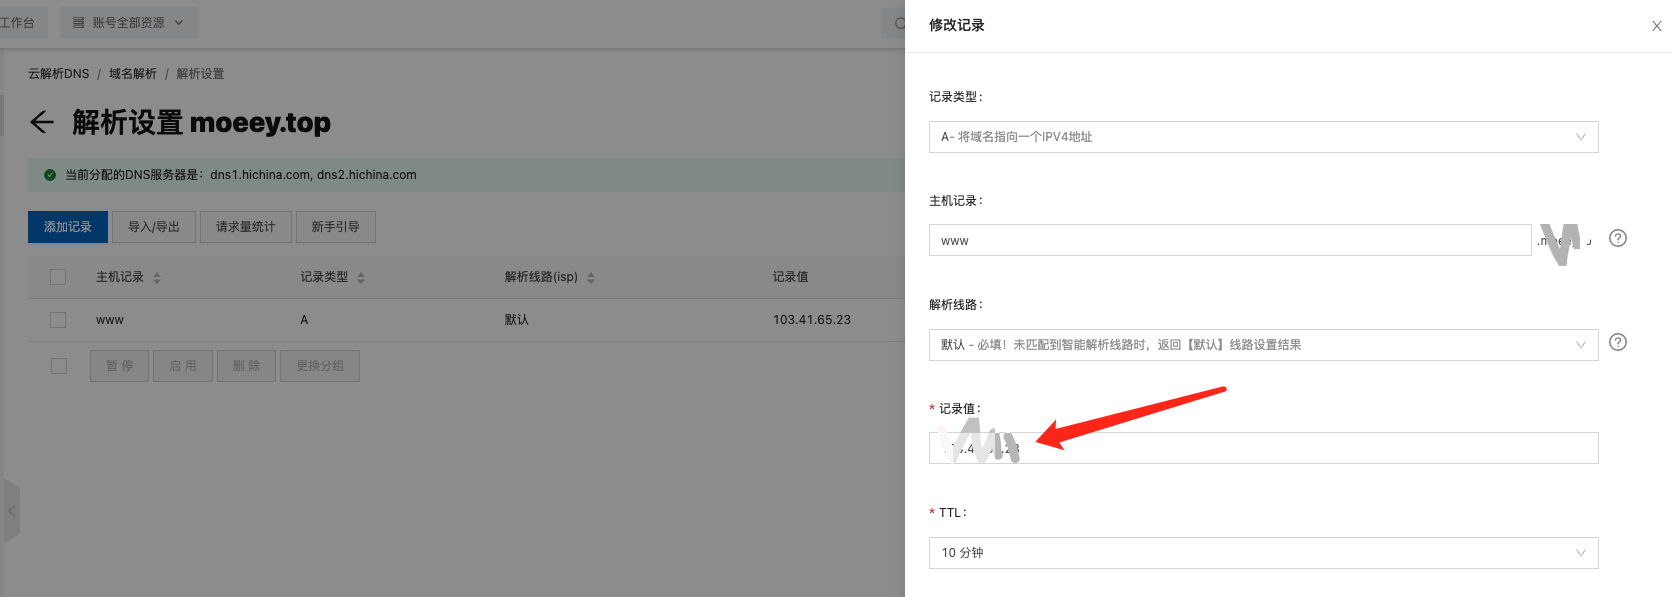 工作台
账号全部资源
云解析DNS / 域名解析 / 解析设置
解析设置 moeey.top
当前分配的DNS服务器是：dns1.hichina.com, dns2.hichina.com
添加记录 导入/导出 请求量统计 新手引导
主机记录 记录类型 解析线路(isp) 记录值
www A 默认 103.41.65.23
暂 停 启 用 删 除 更换分组
修改记录
记录类型：
A- 将域名指向一个IPV4地址
主机记录：
www
解析线路：
默认 - 必填！未匹配到智能解析线路时，返回【默认】线路设置结果
* 记录值：
* TTL：
10 分钟